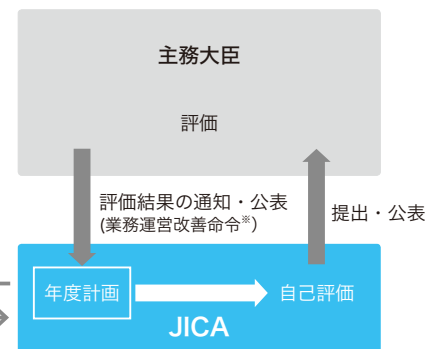 主務大臣
評価
評価結果の通知・公表
(業務運営改善命令※)
提出・公表
年度計画
自己評価
JICA